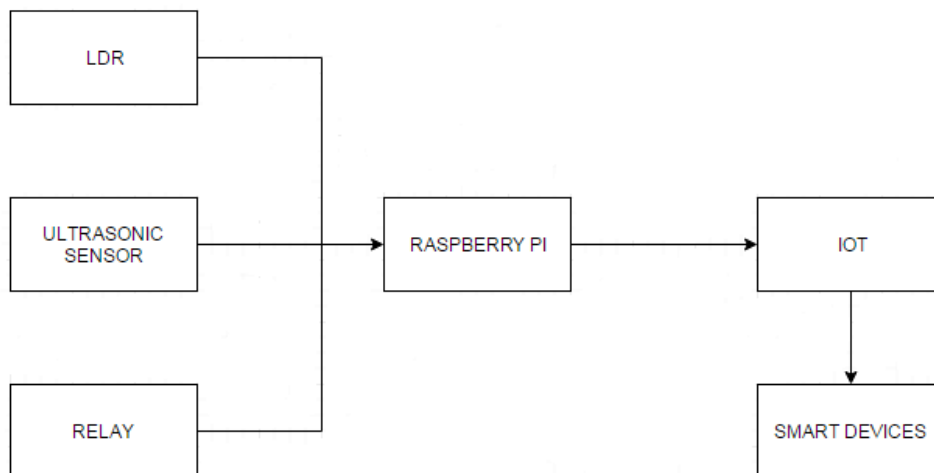 LDR
ULTRASONIC
SENSOR
RASPBERRY PI
IOT
RELAY
SMART DEVICES